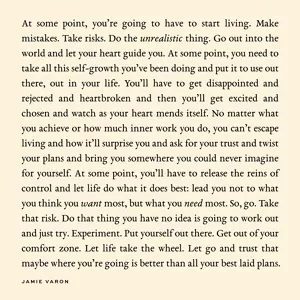 At some point, you're going to have to start living. Make
mistakes. Take risks. Do the unrealistic thing. Go out into the
world and let your heart guide you. At some point, you need to
take all this self-growth you've been doing and put it to use out
there, out in your life. You'll have to get disappointed and
rejected and heartbroken and then you'll get excited and
chosen and watch as your heart mends itself. No matter what
you achieve or how much inner work you do, you can't escape
living and how it'll surprise you and ask for your trust and twist
your plans and bring you somewhere you could never imagine
for yourself. At some point, you'll have to release the reins of
control and let life do what it does best: lead you not to what
you think you want most, but what you need most. So, go. Take
that risk. Do that thing you have no idea is going to work out
and just try. Experiment. Put yourself out there. Get out of your
comfort zone. Let life take the wheel. Let go and trust that
maybe where you're going is better than all your best laid plans.
JAMIE VARON